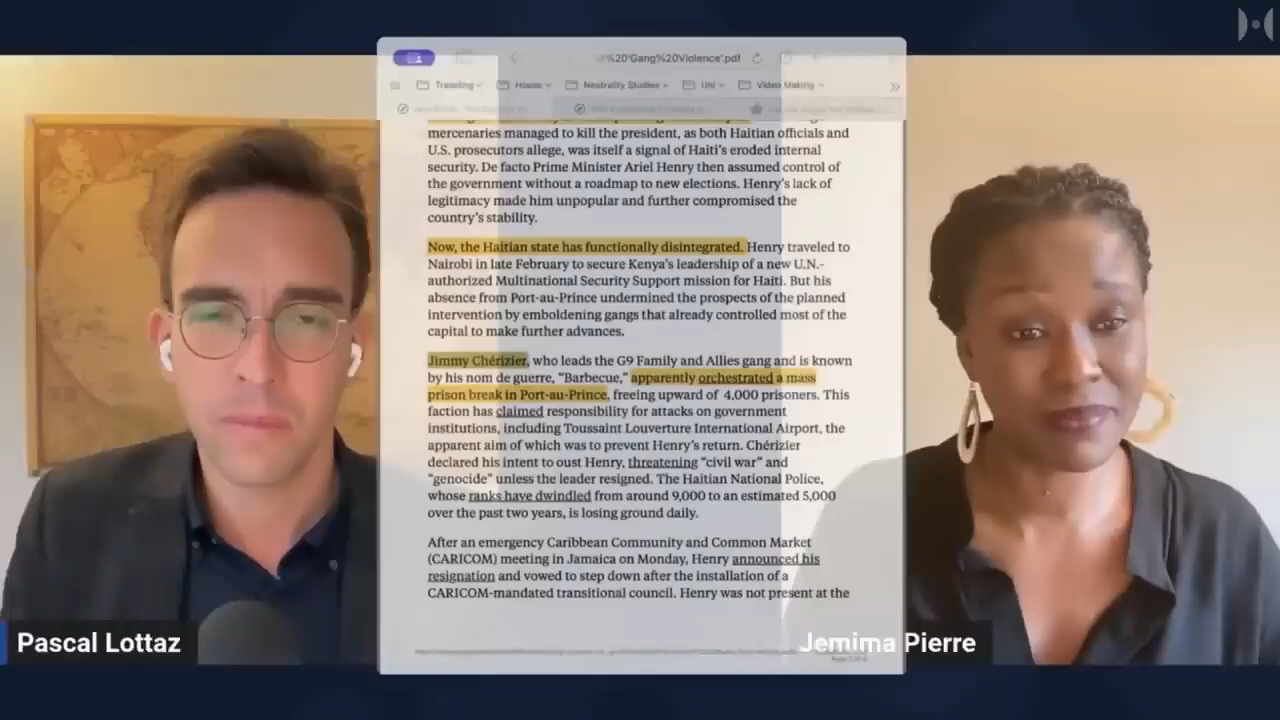 %20'Gang%20Violence'.pdf
Traveling
House
Neutrality Studies
Uni
Video Making
mercenaries managed to kill the president, as both Haitian officials and
U.S. prosecutors allege, was itself a signal of Haiti's eroded internal
security. De facto Prime Minister Ariel Henry then assumed control of
the government without a roadmap to new elections. Henry's lack of
legitimacy made him unpopular and further compromised the
country's stability.
Now, the Haitian state has functionally disintegrated. Henry traveled to
Nairobi in late February to secure Kenya's leadership of a new U.N.-
authorized Multinational Security Support mission for Haiti. But his
absence from Port-au-Prince undermined the prospects of the planned
intervention by emboldening gangs that already controlled most of the
capital to make further advances.
Jimmy Chérizier, who leads the G9 Family and Allies gang and is known
by his nom de guerre, "Barbecue," apparently orchestrated a mass
prison break in Port-au-Prince, freeing upward of 4,000 prisoners. This
faction has claimed responsibility for attacks on government
institutions, including Toussaint Louverture International Airport, the
apparent aim of which was to prevent Henry's return. Chérizier
declared his intent to oust Henry, threatening "civil war" and
"genocide" unless the leader resigned. The Haitian National Police,
whose ranks have dwindled from around 9,000 to an estimated 5,000
over the past two years, is losing ground daily.
After an emergency Caribbean Community and Common Market
(CARICOM) meeting in Jamaica on Monday, Henry announced his
resignation and vowed to step down after the installation of a
CARICOM-mandated transitional council. Henry was not present at the
Pascal Lottaz
Jemima Pierre